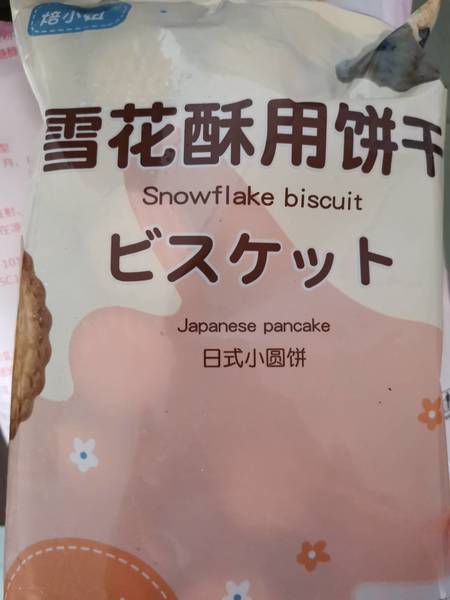 焙小姐
雪花酥用饼干
Snowflake biscuit
ビスケット
Japanese pancake
日式小圆饼